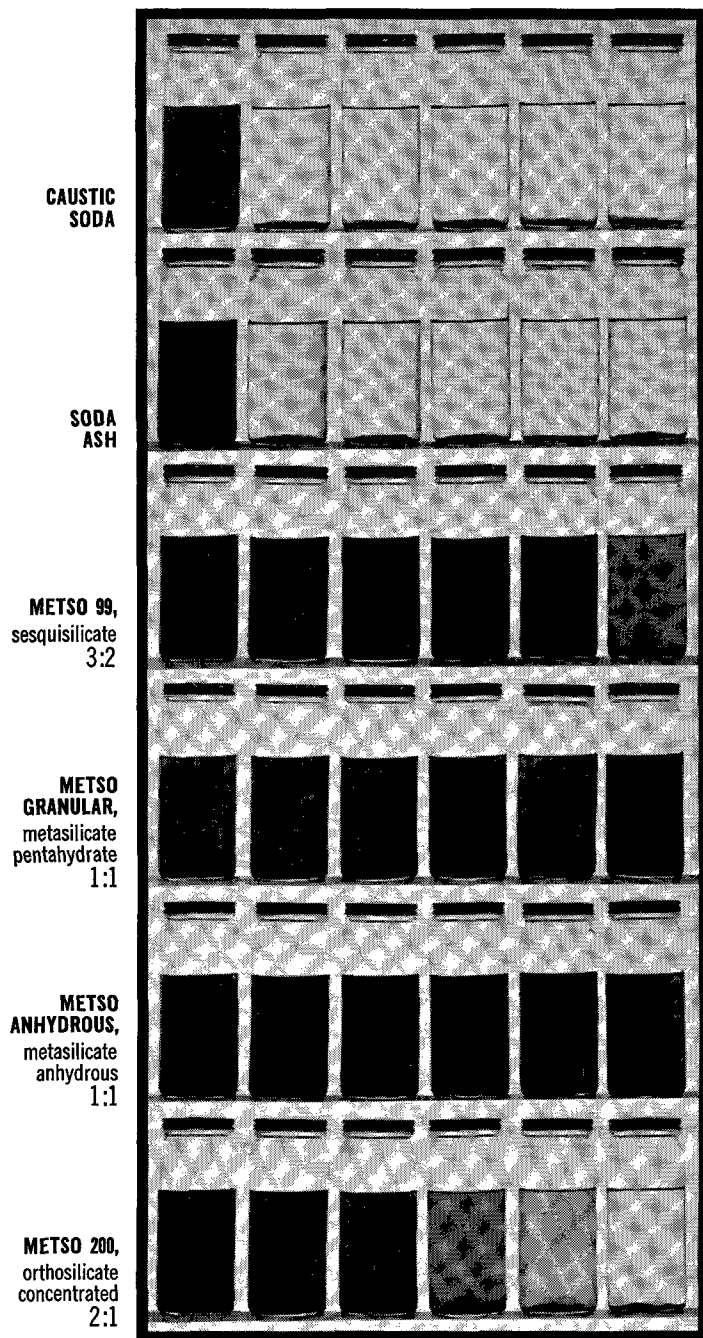 CAUSTIC
SODA
SODA
ASH
METSO 99,
sesquisilicate
3:2
METSO
GRANULAR,
metasilicate
pentahydrate
1:1
METSO
ANHYDROUS,
metasilicate
anhydrous
1:1
METSO 200,
orthosilicate
concentrated
2:1